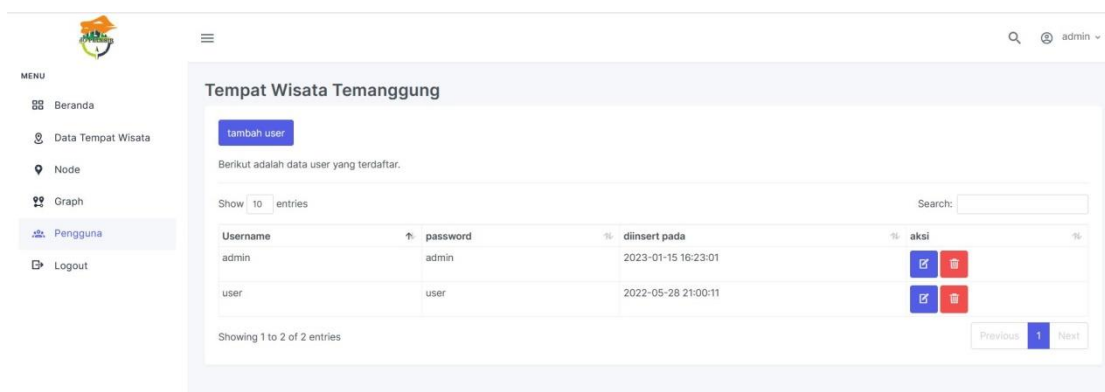 admin
MENU
Beranda
Data Tempat Wisata
Node
Graph
Pengguna
Logout
Tempat Wisata Temanggung
tambah user
Berikut adalah data user yang terdaftar.
Show 10 entries
Search:
Username password diinsert pada aksi
admin admin 2023-01-15 16:23:01
user user 2022-05-28 21:00:11
Showing 1 to 2 of 2 entries
Previous 1 Next